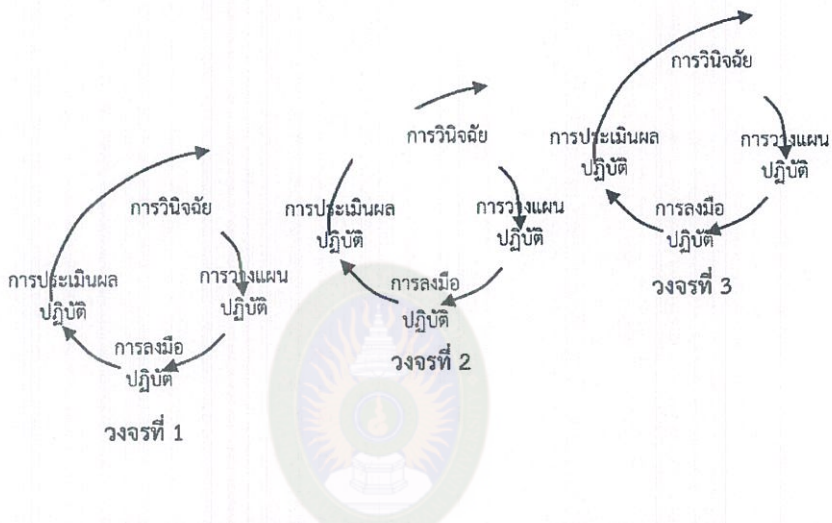 การวินิจฉัย
การวางแผน
ปฏิบัติ
การลงมือ
ปฏิบัติ
การประเมินผล
ปฏิบัติ
วงจรที่ 1
การวินิจฉัย
การวางแผน
ปฏิบัติ
การลงมือ
ปฏิบัติ
การประเมินผล
ปฏิบัติ
วงจรที่ 2
การวินิจฉัย
การวางแผน
ปฏิบัติ
การลงมือ
ปฏิบัติ
การประเมินผล
ปฏิบัติ
วงจรที่ 3